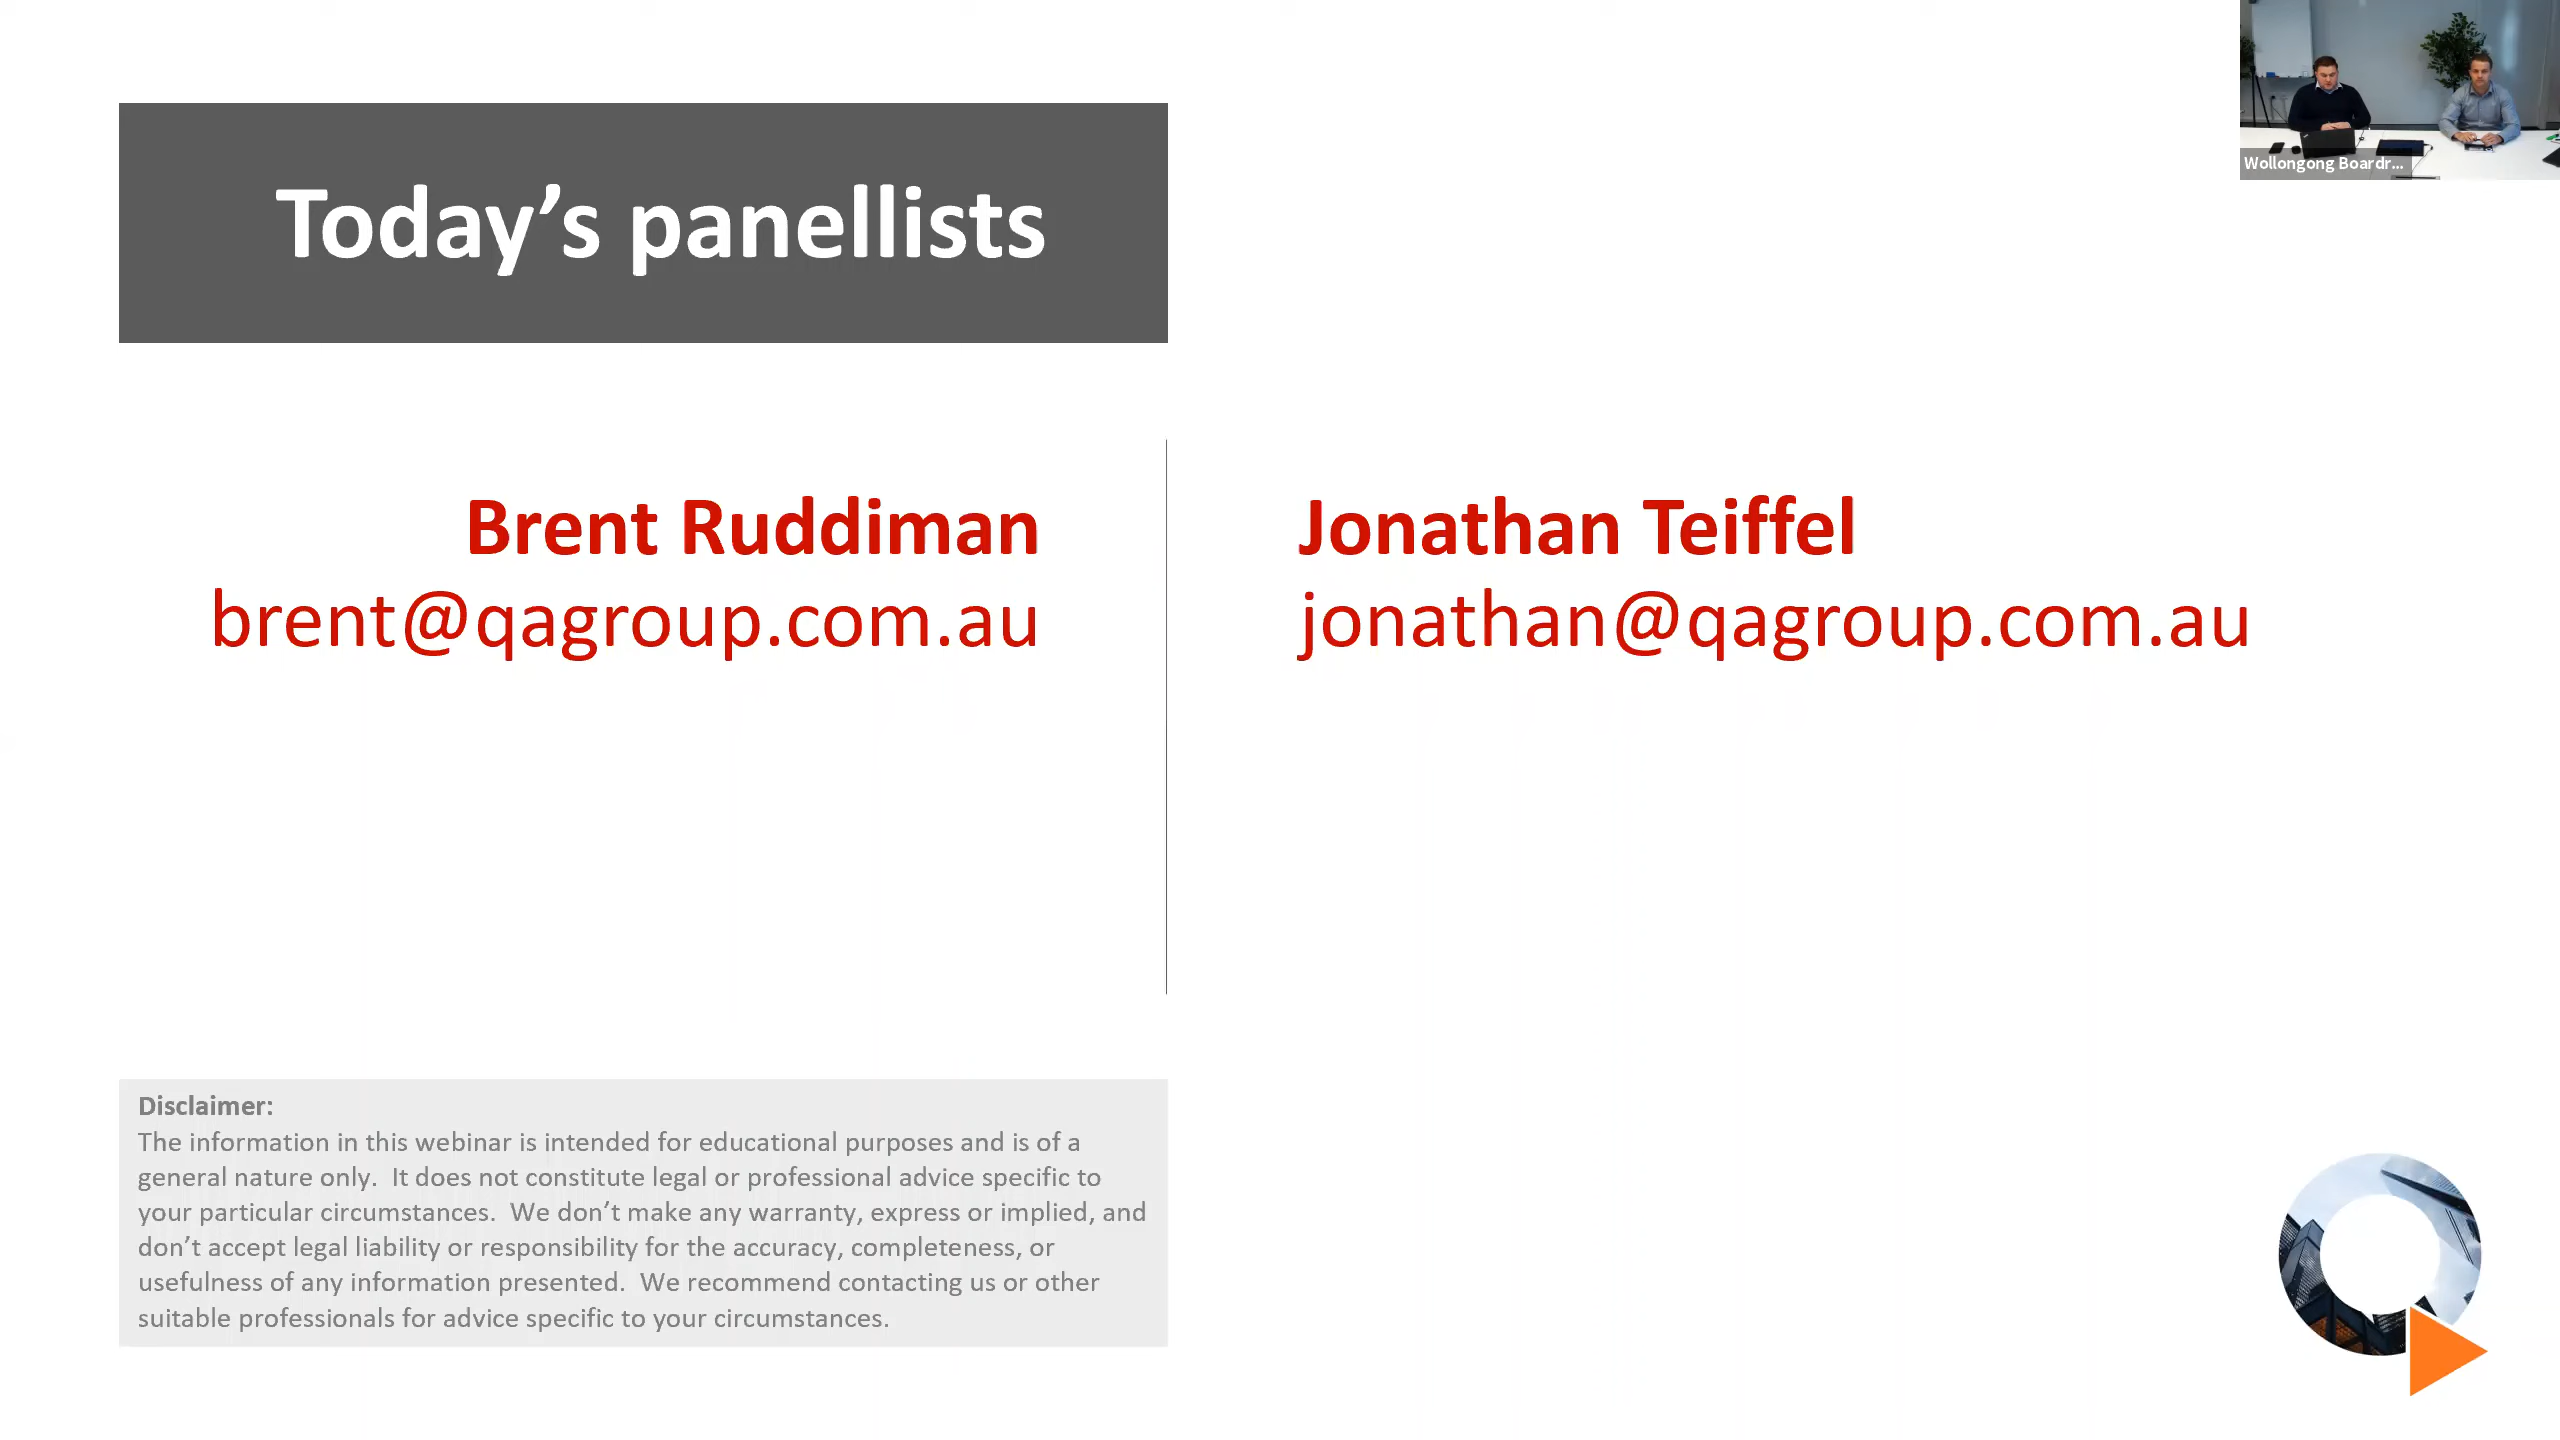 Wollongong Boardr...
Today’s panellists
Brent Ruddiman
brent@qagroup.com.au
Jonathan Teiffel
jonathan@qagroup.com.au
Disclaimer:
The information in this webinar is intended for educational purposes and is of a
general nature only.  It does not constitute legal or professional advice specific to
your particular circumstances.  We don’t make any warranty, express or implied, and
don’t accept legal liability or responsibility for the accuracy, completeness, or
usefulness of any information presented.  We recommend contacting us or other
suitable professionals for advice specific to your circumstances.